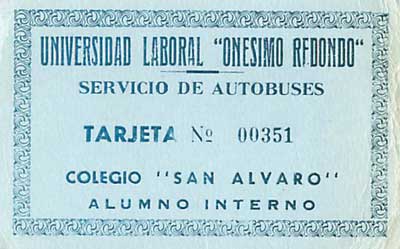 UNIVERSIDAD LABORAL "ONESIMO REDONDO"
SERVICIO DE AUTOBUSES
TARJETA Nº 00351
COLEGIO "SAN ALVARO"
ALUMNO INTERNO